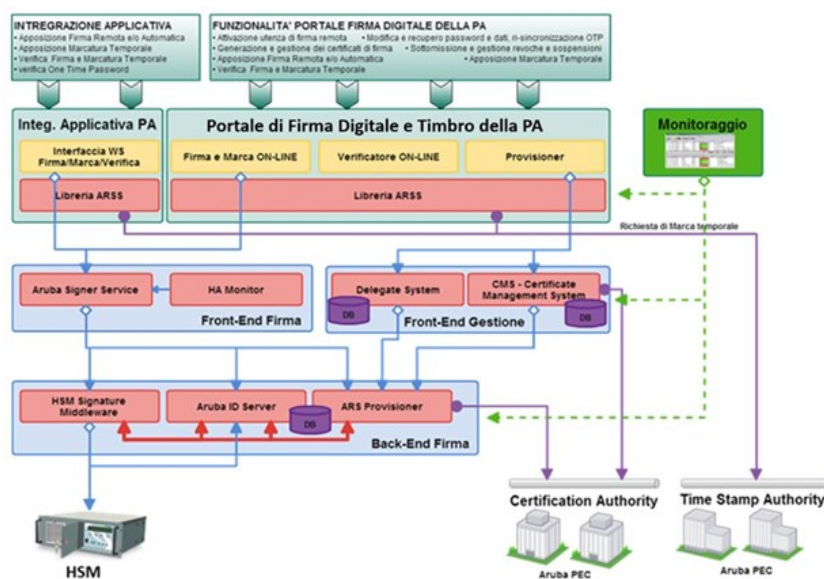 INTREGRAZIONE APPLICATIVA
• Apposizione Firma Remota e/o Automatica
• Apposizione Marcatura Temporale
• Verifica Firma e Marcatura Temporale
• verifica One Time Password
FUNZIONALITA' PORTALE FIRMA DIGITALE DELLA PA
• Attivazione utenza di firma remota • Modifica e recupero password e dati, ri-sincronizzazione OTP
• Generazione e gestione dei certificati di firma • Sottomissione e gestione revoche e sospensioni
• Apposizione Firma Remota e/o Automatica • Apposizione Marcatura Temporale
• Verifica Firma e Marcatura Temporale
Integ. Applicativa PA
Interfaccia WS
Firma/Marca/Verifica
Libreria ARSS
Portale di Firma Digitale e Timbro della PA
Firma e Marca ON-LINE
Verificatore ON-LINE
Provisioner
Libreria ARSS
Monitoraggio
Richiesta di Marca temporale
Aruba Signer Service
HA Monitor
Front-End Firma
Delegate System
CMS - Certificate
Management System
DB
DB
Front-End Gestione
HSM Signature
Middleware
Aruba ID Server
DB
ARS Provisioner
Back-End Firma
HSM
Certification Authority
Aruba PEC
Time Stamp Authority
Aruba PEC